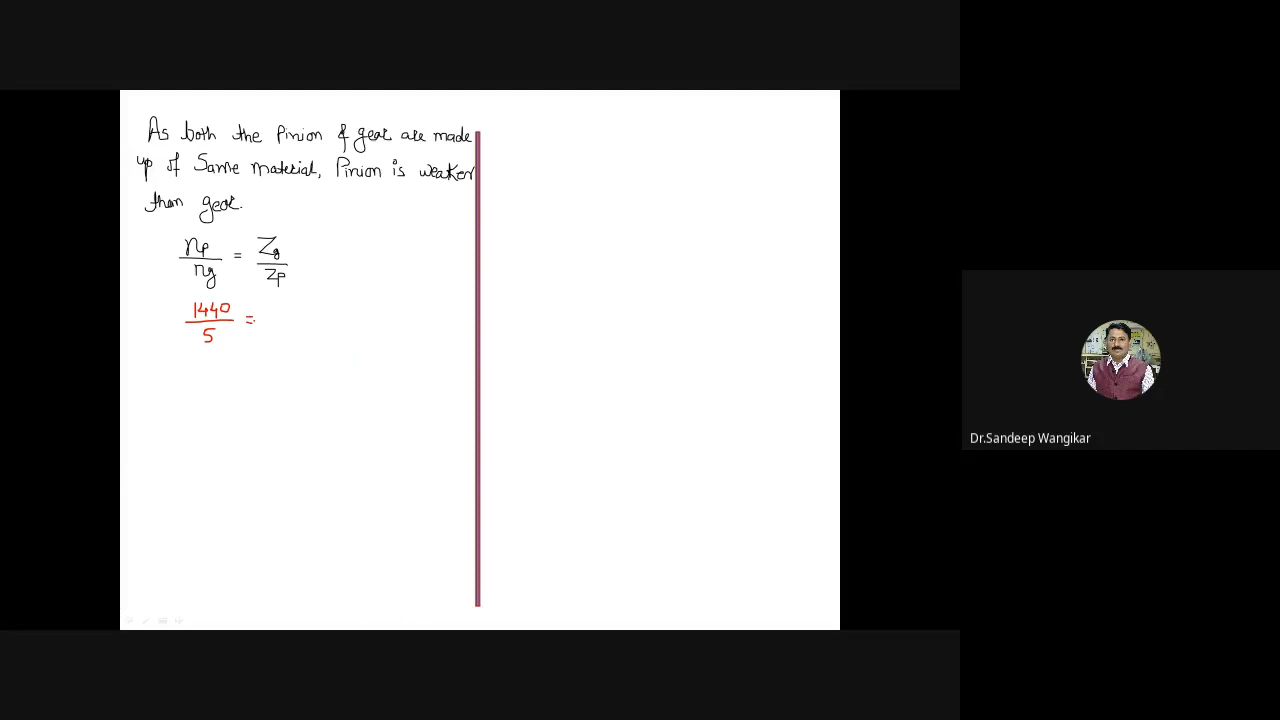 As both the Pinion & gear are made
up of Same material, Pinion is weaker
than gear.
np/ng = Zg/Zp
1440/5 =
Dr.Sandeep Wangikar